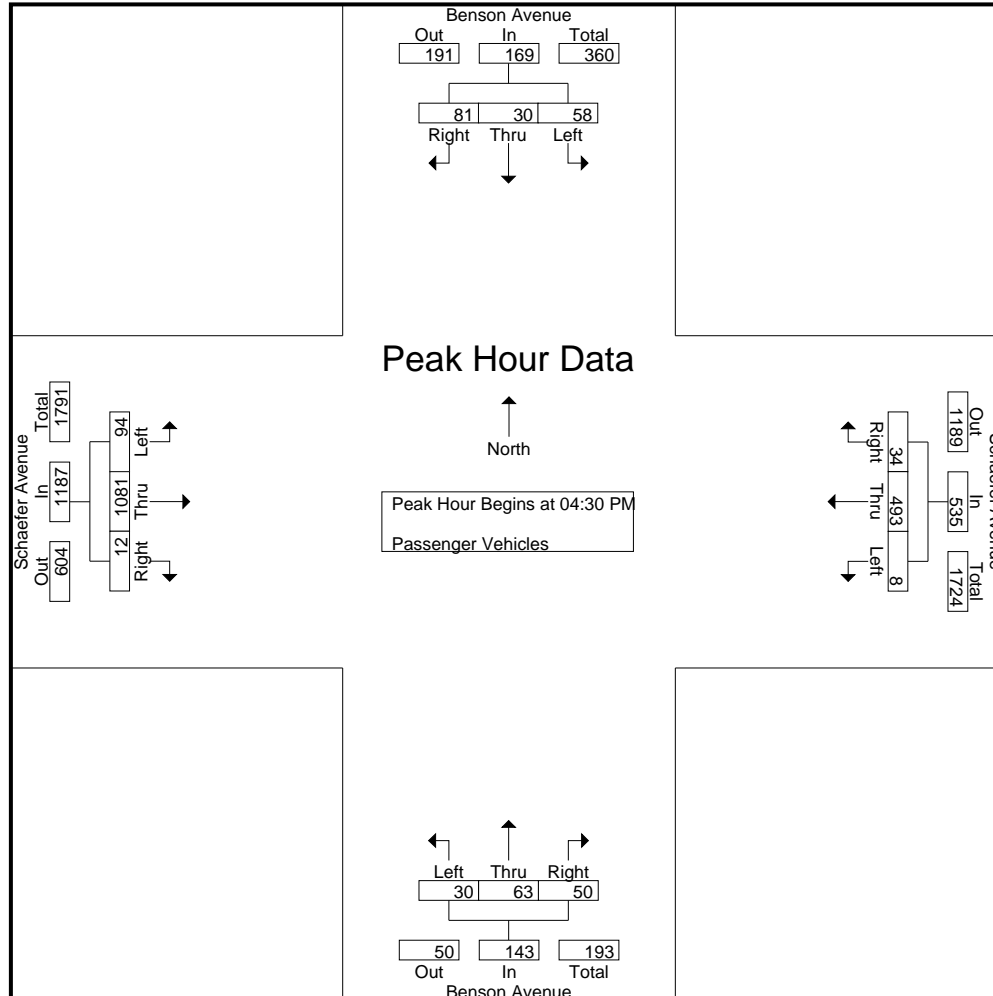 Benson Avenue
Out In Total
191 169 360
81 30 58
Right Thru Left
Peak Hour Data
North
Peak Hour Begins at 04:30 PM
Passenger Vehicles
Schaefer Avenue
Total In Out
1791 1187 604
94 1081 12
Left Thru Right
Out In Total
1189 535 1724
34 493 8
Right Thru Left
Left Thru Right
30 63 50
50 143 193
Out In Total
Benson Avenue